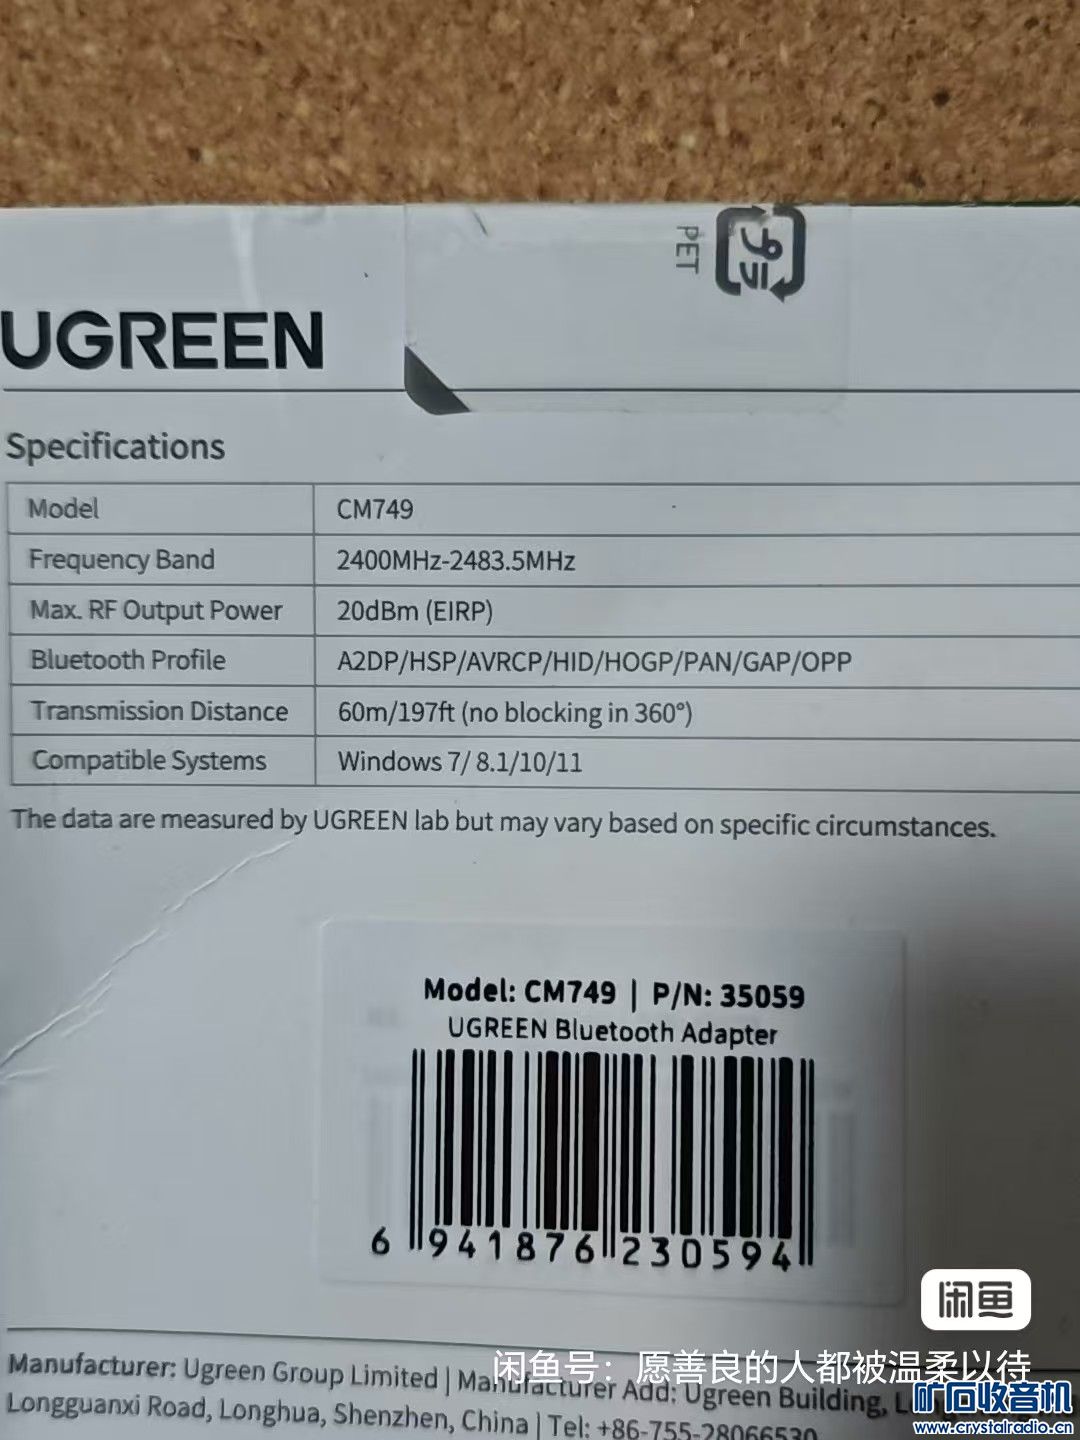 PET
プラ
UGREEN
Specifications
Model CM749
Frequency Band 2400MHz-2483.5MHz
Max. RF Output Power 20dBm (EIRP)
Bluetooth Profile A2DP/HSP/AVRCP/HID/HOGP/PAN/GAP/OPP
Transmission Distance 60m/197ft (no blocking in 360°)
Compatible Systems Windows 7/ 8.1/10/11
The data are measured by UGREEN lab but may vary based on specific circumstances.
Model: CM749 | P/N: 35059
UGREEN Bluetooth Adapter
6 941876 230594
闲鱼
闲鱼号：愿善良的人都被温柔以待
Manufacturer: Ugreen Group Limited | Manufacturer Add: Ugreen Building,
Longguanxi Road, Longhua, Shenzhen, China | Tel: +86-755-28066530
矿石收音机
www.crystalradio.cn